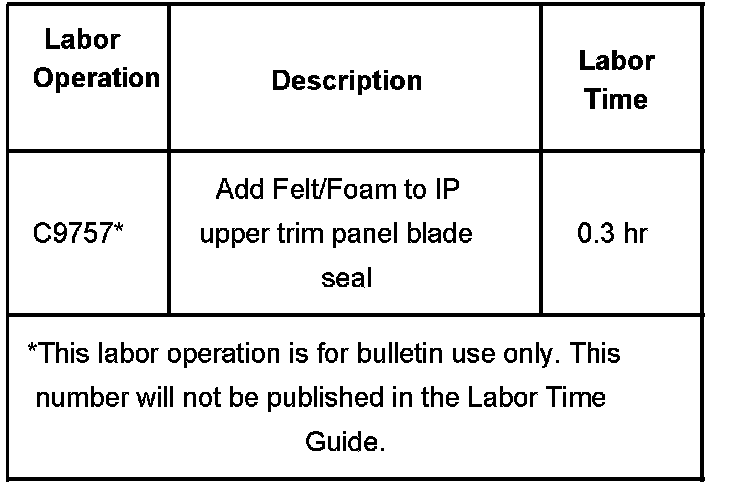 Labor
Operation
Description
Labor
Time
C9757*
Add Felt/Foam to IP
upper trim panel blade
seal
0.3 hr
*This labor operation is for bulletin use only. This
number will not be published in the Labor Time
Guide.